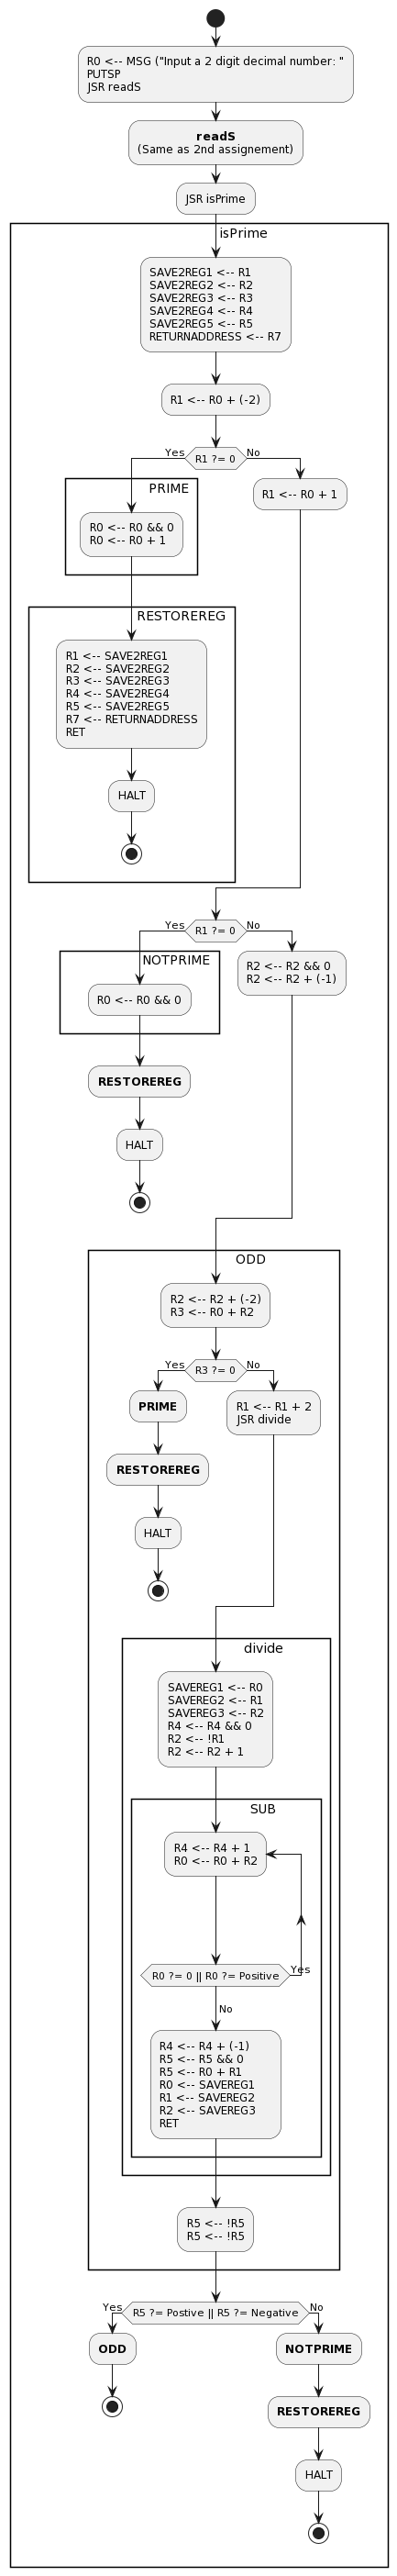 R0 <-- MSG ("Input a 2 digit decimal number: "
PUTSP
JSR readS
readS
(Same as 2nd assignement)
JSR isPrime
isPrime
SAVE2REG1 <-- R1
SAVE2REG2 <-- R2
SAVE2REG3 <-- R3
SAVE2REG4 <-- R4
SAVE2REG5 <-- R5
RETURNADDRESS <-- R7
R1 <-- R0 + (-2)
Yes
R1 ?= 0
No
PRIME
R0 <-- R0 && 0
R0 <-- R0 + 1
R1 <-- R0 + 1
RESTOREREG
R1 <-- SAVE2REG1
R2 <-- SAVE2REG2
R3 <-- SAVE2REG3
R4 <-- SAVE2REG4
R5 <-- SAVE2REG5
R7 <-- RETURNADDRESS
RET
HALT
Yes
R1 ?= 0
No
NOTPRIME
R0 <-- R0 && 0
R2 <-- R2 && 0
R2 <-- R2 + (-1)
RESTOREREG
HALT
ODD
R2 <-- R2 + (-2)
R3 <-- R0 + R2
Yes
R3 ?= 0
No
PRIME
R1 <-- R1 + 2
JSR divide
RESTOREREG
HALT
divide
SAVEREG1 <-- R0
SAVEREG2 <-- R1
SAVEREG3 <-- R2
R4 <-- R4 && 0
R2 <-- !R1
R2 <-- R2 + 1
SUB
R4 <-- R4 + 1
R0 <-- R0 + R2
R0 ?= 0 || R0 ?= Positive
Yes
No
R4 <-- R4 + (-1)
R5 <-- R5 && 0
R5 <-- R0 + R1
R0 <-- SAVEREG1
R1 <-- SAVEREG2
R2 <-- SAVEREG3
RET
R5 <-- !R5
R5 <-- !R5
Yes
R5 ?= Postive || R5 ?= Negative
No
ODD
NOTPRIME
RESTOREREG
HALT